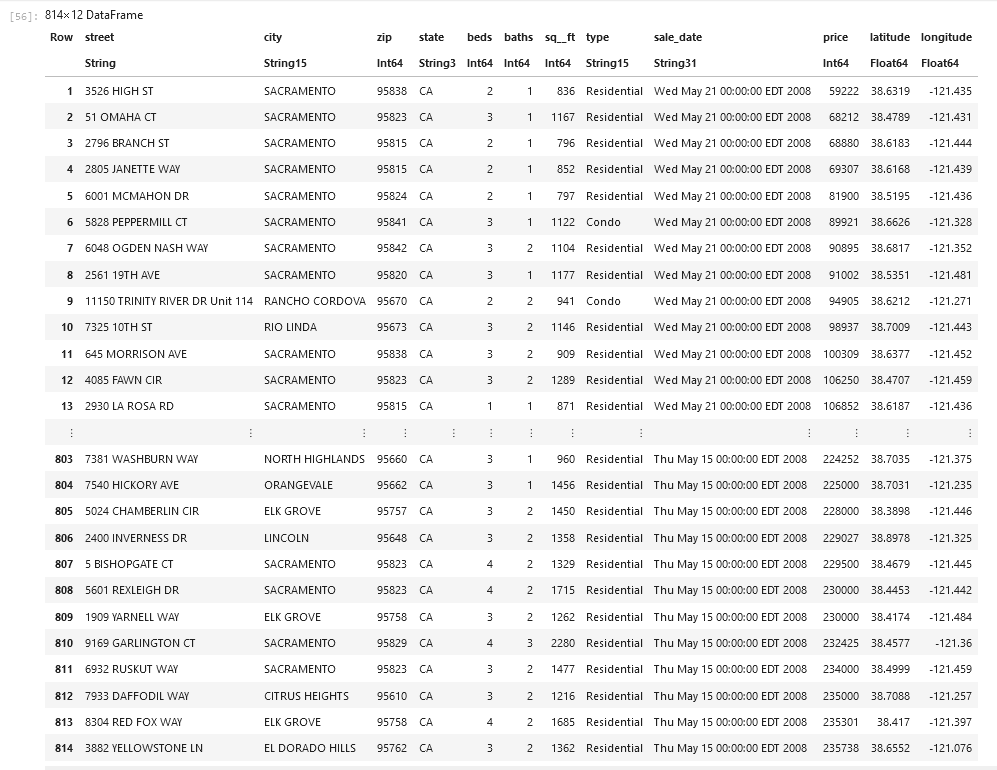 [56]: 814×12 DataFrame
Row street city zip state beds baths sq__ft type sale_date price latitude longitude
String String15 Int64 String3 Int64 Int64 Int64 String15 String31 Int64 Float64 Float64
1 3526 HIGH ST SACRAMENTO 95838 CA 2 1 836 Residential Wed May 21 00:00:00 EDT 2008 59222 38.6319 -121.435
2 51 OMAHA CT SACRAMENTO 95823 CA 3 1 1167 Residential Wed May 21 00:00:00 EDT 2008 68212 38.4789 -121.431
3 2796 BRANCH ST SACRAMENTO 95815 CA 2 1 796 Residential Wed May 21 00:00:00 EDT 2008 68880 38.6183 -121.444
4 2805 JANETTE WAY SACRAMENTO 95815 CA 2 1 852 Residential Wed May 21 00:00:00 EDT 2008 69307 38.6168 -121.439
5 6001 MCMAHON DR SACRAMENTO 95824 CA 2 1 797 Residential Wed May 21 00:00:00 EDT 2008 81900 38.5195 -121.436
6 5828 PEPPERMILL CT SACRAMENTO 95841 CA 3 1 1122 Condo Wed May 21 00:00:00 EDT 2008 89921 38.6626 -121.328
7 6048 OGDEN NASH WAY SACRAMENTO 95842 CA 3 2 1104 Residential Wed May 21 00:00:00 EDT 2008 90895 38.6817 -121.352
8 2561 19TH AVE SACRAMENTO 95820 CA 3 1 1177 Residential Wed May 21 00:00:00 EDT 2008 91002 38.5351 -121.481
9 11150 TRINITY RIVER DR Unit 114 RANCHO CORDOVA 95670 CA 2 2 941 Condo Wed May 21 00:00:00 EDT 2008 94905 38.6212 -121.271
10 7325 10TH ST RIO LINDA 95673 CA 3 2 1146 Residential Wed May 21 00:00:00 EDT 2008 98937 38.7009 -121.443
11 645 MORRISON AVE SACRAMENTO 95838 CA 3 2 909 Residential Wed May 21 00:00:00 EDT 2008 100309 38.6377 -121.452
12 4085 FAWN CIR SACRAMENTO 95823 CA 3 2 1289 Residential Wed May 21 00:00:00 EDT 2008 106250 38.4707 -121.459
13 2930 LA ROSA RD SACRAMENTO 95815 CA 1 1 871 Residential Wed May 21 00:00:00 EDT 2008 106852 38.6187 -121.436
⋮ ⋮ ⋮ ⋮ ⋮ ⋮ ⋮ ⋮ ⋮ ⋮ ⋮ ⋮ ⋮
803 7381 WASHBURN WAY NORTH HIGHLANDS 95660 CA 3 1 960 Residential Thu May 15 00:00:00 EDT 2008 224252 38.7035 -121.375
804 7540 HICKORY AVE ORANGEVALE 95662 CA 3 1 1456 Residential Thu May 15 00:00:00 EDT 2008 225000 38.7031 -121.235
805 5024 CHAMBERLIN CIR ELK GROVE 95757 CA 3 2 1450 Residential Thu May 15 00:00:00 EDT 2008 228000 38.3898 -121.446
806 2400 INVERNESS DR LINCOLN 95648 CA 3 2 1358 Residential Thu May 15 00:00:00 EDT 2008 229027 38.8978 -121.325
807 5 BISHOPGATE CT SACRAMENTO 95823 CA 4 2 1329 Residential Thu May 15 00:00:00 EDT 2008 229500 38.4679 -121.445
808 5601 REXLEIGH DR SACRAMENTO 95823 CA 4 2 1715 Residential Thu May 15 00:00:00 EDT 2008 230000 38.4453 -121.442
809 1909 YARNELL WAY ELK GROVE 95758 CA 3 2 1262 Residential Thu May 15 00:00:00 EDT 2008 230000 38.4174 -121.484
810 9169 GARLINGTON CT SACRAMENTO 95829 CA 4 3 2280 Residential Thu May 15 00:00:00 EDT 2008 232425 38.4577 -121.36
811 6932 RUSKUT WAY SACRAMENTO 95823 CA 3 2 1477 Residential Thu May 15 00:00:00 EDT 2008 234000 38.4999 -121.459
812 7933 DAFFODIL WAY CITRUS HEIGHTS 95610 CA 3 2 1216 Residential Thu May 15 00:00:00 EDT 2008 235000 38.7088 -121.257
813 8304 RED FOX WAY ELK GROVE 95758 CA 4 2 1685 Residential Thu May 15 00:00:00 EDT 2008 235301 38.417 -121.397
814 3882 YELLOWSTONE LN EL DORADO HILLS 95762 CA 3 2 1362 Residential Thu May 15 00:00:00 EDT 2008 235738 38.6552 -121.076